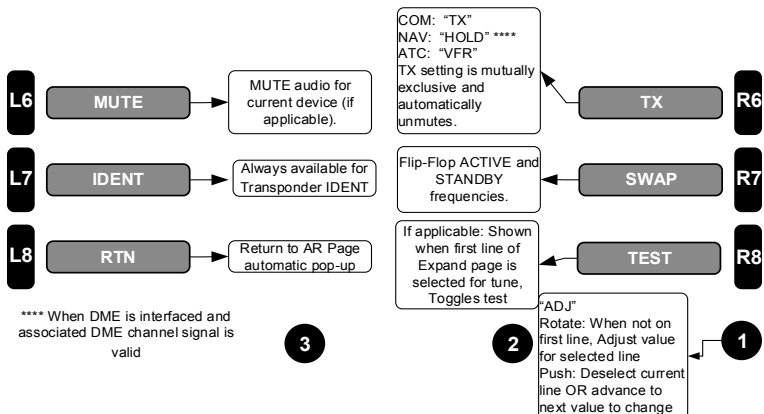 COM: “TX”
NAV: “HOLD” ****
ATC: “VFR”
TX setting is mutually
exclusive and
automatically
unmutes.
L6
MUTE
MUTE audio for
current device (if
applicable).
TX
R6
L7
IDENT
Always available for
Transponder IDENT
Flip-Flop ACTIVE and
STANDBY
frequencies.
SWAP
R7
L8
RTN
Return to AR Page
automatic pop-up
If applicable: Shown
when first line of
Expand page is
selected for tune,
Toggles test
TEST
R8
**** When DME is interfaced and
associated DME channel signal is
valid
3
2
“ADJ”
Rotate: When not on
first line, Adjust value
for selected line
Push: Deselect current
line OR advance to
next value to change
1